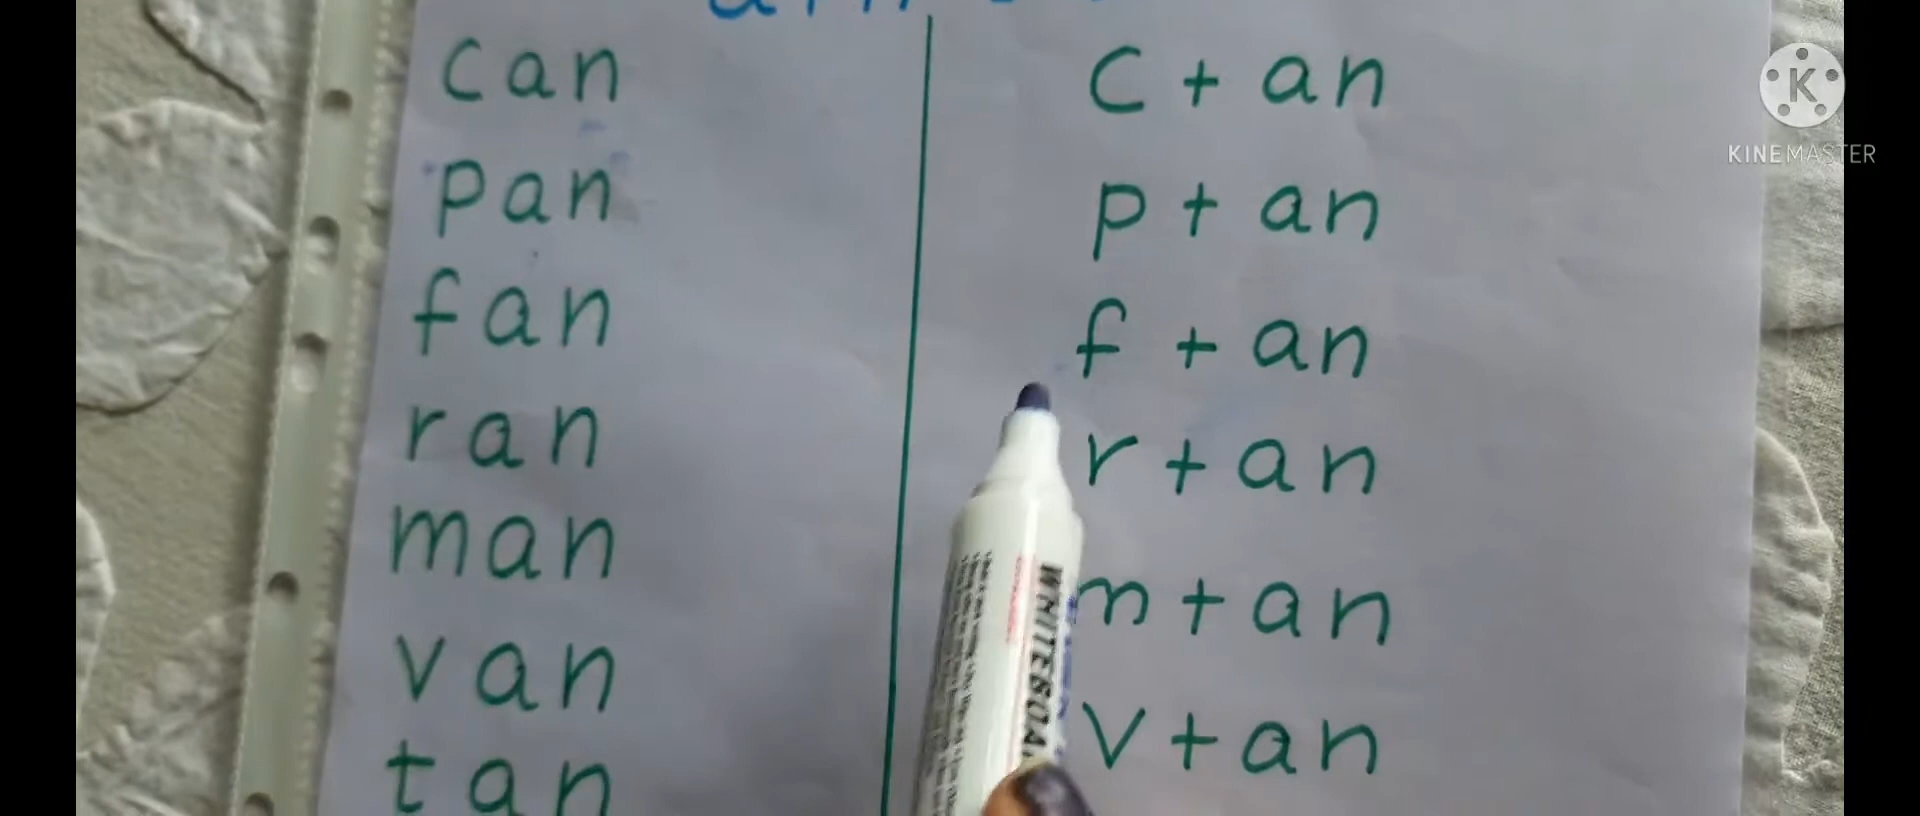 can c + an
pan p + an
fan f + an
ran r + an
man m + an
van v + an
tan
KINEMASTER